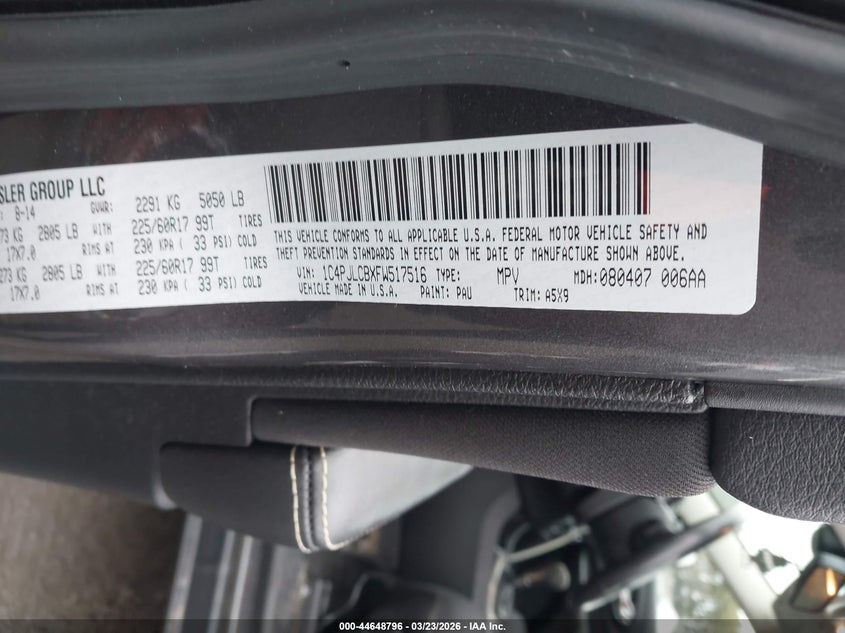 SLER GROUP LLC
8-14 GVWR: 2291 KG 5050 LB
73 KG 2805 LB WITH 225/60R17 99T TIRES
17X7.0 RIMS AT 230 KPA ( 33 PSI) COLD
273 KG 2805 LB WITH 225/60R17 99T TIRES
17X7.0 RIMS AT 230 KPA ( 33 PSI) COLD
THIS VEHICLE CONFORMS TO ALL APPLICABLE U.S.A. FEDERAL MOTOR VEHICLE SAFETY AND
THEFT PREVENTION STANDARDS IN EFFECT ON THE DATE OF MANUFACTURE SHOWN ABOVE.
VIN: 1C4PJLCBXFW517516 TYPE: MPV MDH: 080407 006AA
VEHICLE MADE IN U.S.A. PAINT: PAU TRIM: A5X9
000-44648796 - 03/23/2026 - IAA Inc.